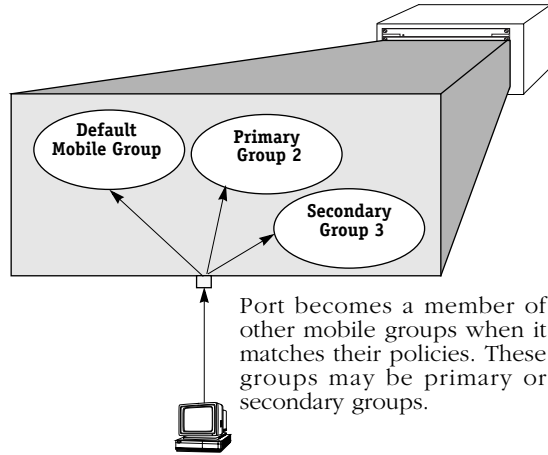 Default
Mobile Group
Primary
Group 2
Secondary
Group 3
Port becomes a member of
other mobile groups when it
matches their policies. These
groups may be primary or
secondary groups.